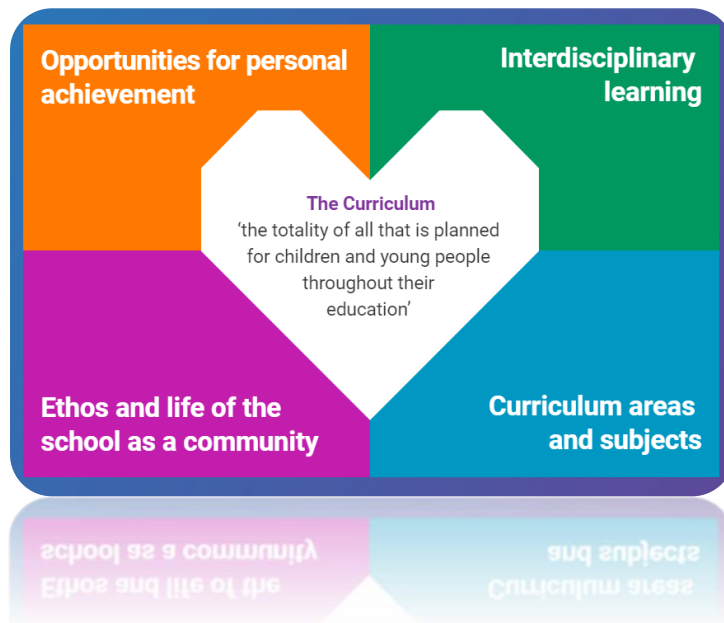 Opportunities for personal
achievement
Interdisciplinary
learning
The Curriculum
‘the totality of all that is planned
for children and young people
throughout their
education’
Ethos and life of the
school as a community
Curriculum areas
and subjects